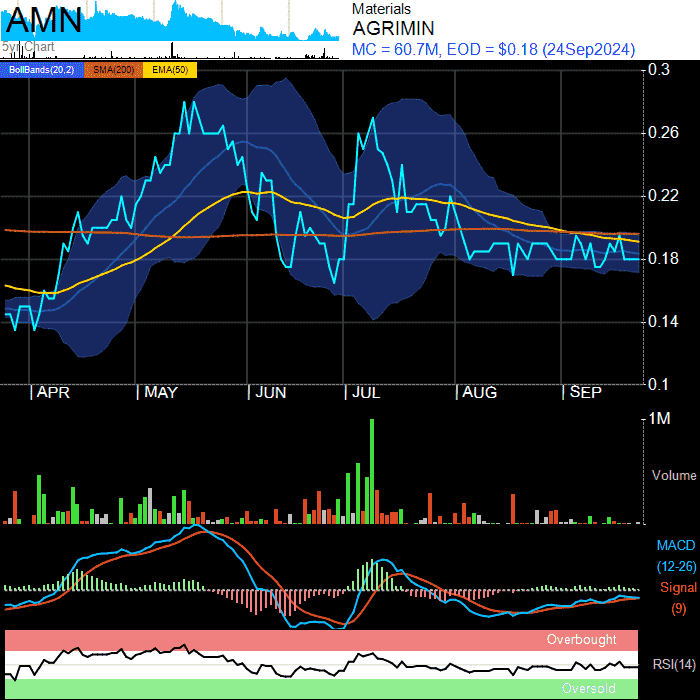 AMN
5yr Chart
Materials
AGRIMIN
MC = 60.7M, EOD = $0.18 (24Sep2024)
BollBands(20,2) SMA(200) EMA(50)
0.3
0.26
0.22
0.18
0.14
0.1
APR MAY JUN JUL AUG SEP
1M
Volume
MACD
(12-26)
Signal
(9)
Overbought
RSI(14)
Oversold